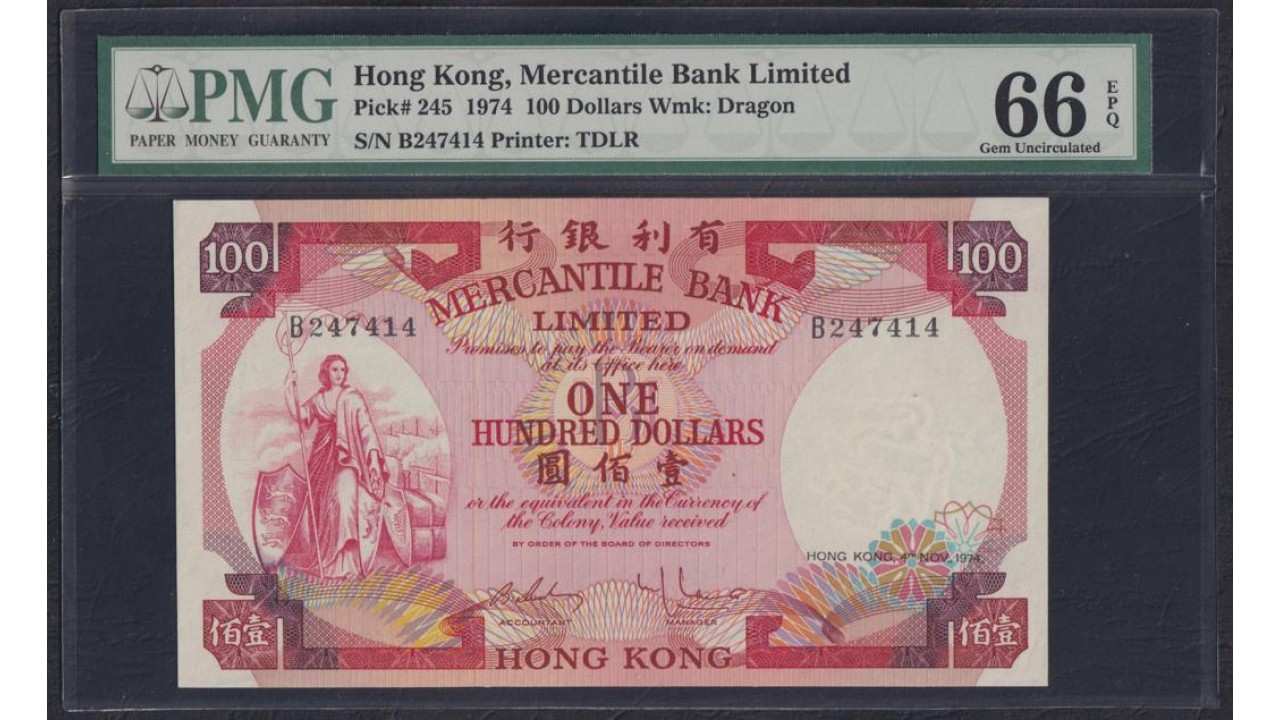 PMG
PAPER MONEY GUARANTY
Hong Kong, Mercantile Bank Limited
Pick# 245 1974 100 Dollars Wmk: Dragon
S/N B247414 Printer: TDLR
66
EPQ
Gem Uncirculated
行銀利有
100
100
MERCANTILE BANK
LIMITED
B247414
B247414
Promises to pay the Bearer on demand
at its Office here
ONE
HUNDRED DOLLARS
圓佰壹
or the equivalent in the Currency of
the Colony, Value received
BY ORDER OF THE BOARD OF DIRECTORS
HONG KONG, 4TH NOV. 1974.
ACCOUNTANT
MANAGER
佰壹
佰壹
HONG KONG